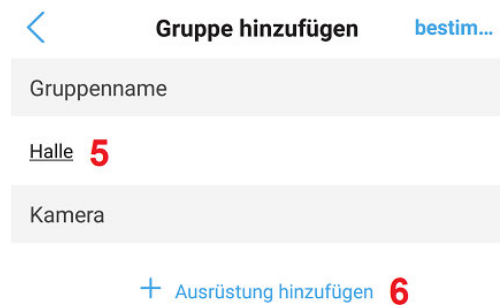 Gruppe hinzufügen bestim...
Gruppenname
Halle 5
Kamera
+ Ausrüstung hinzufügen 6